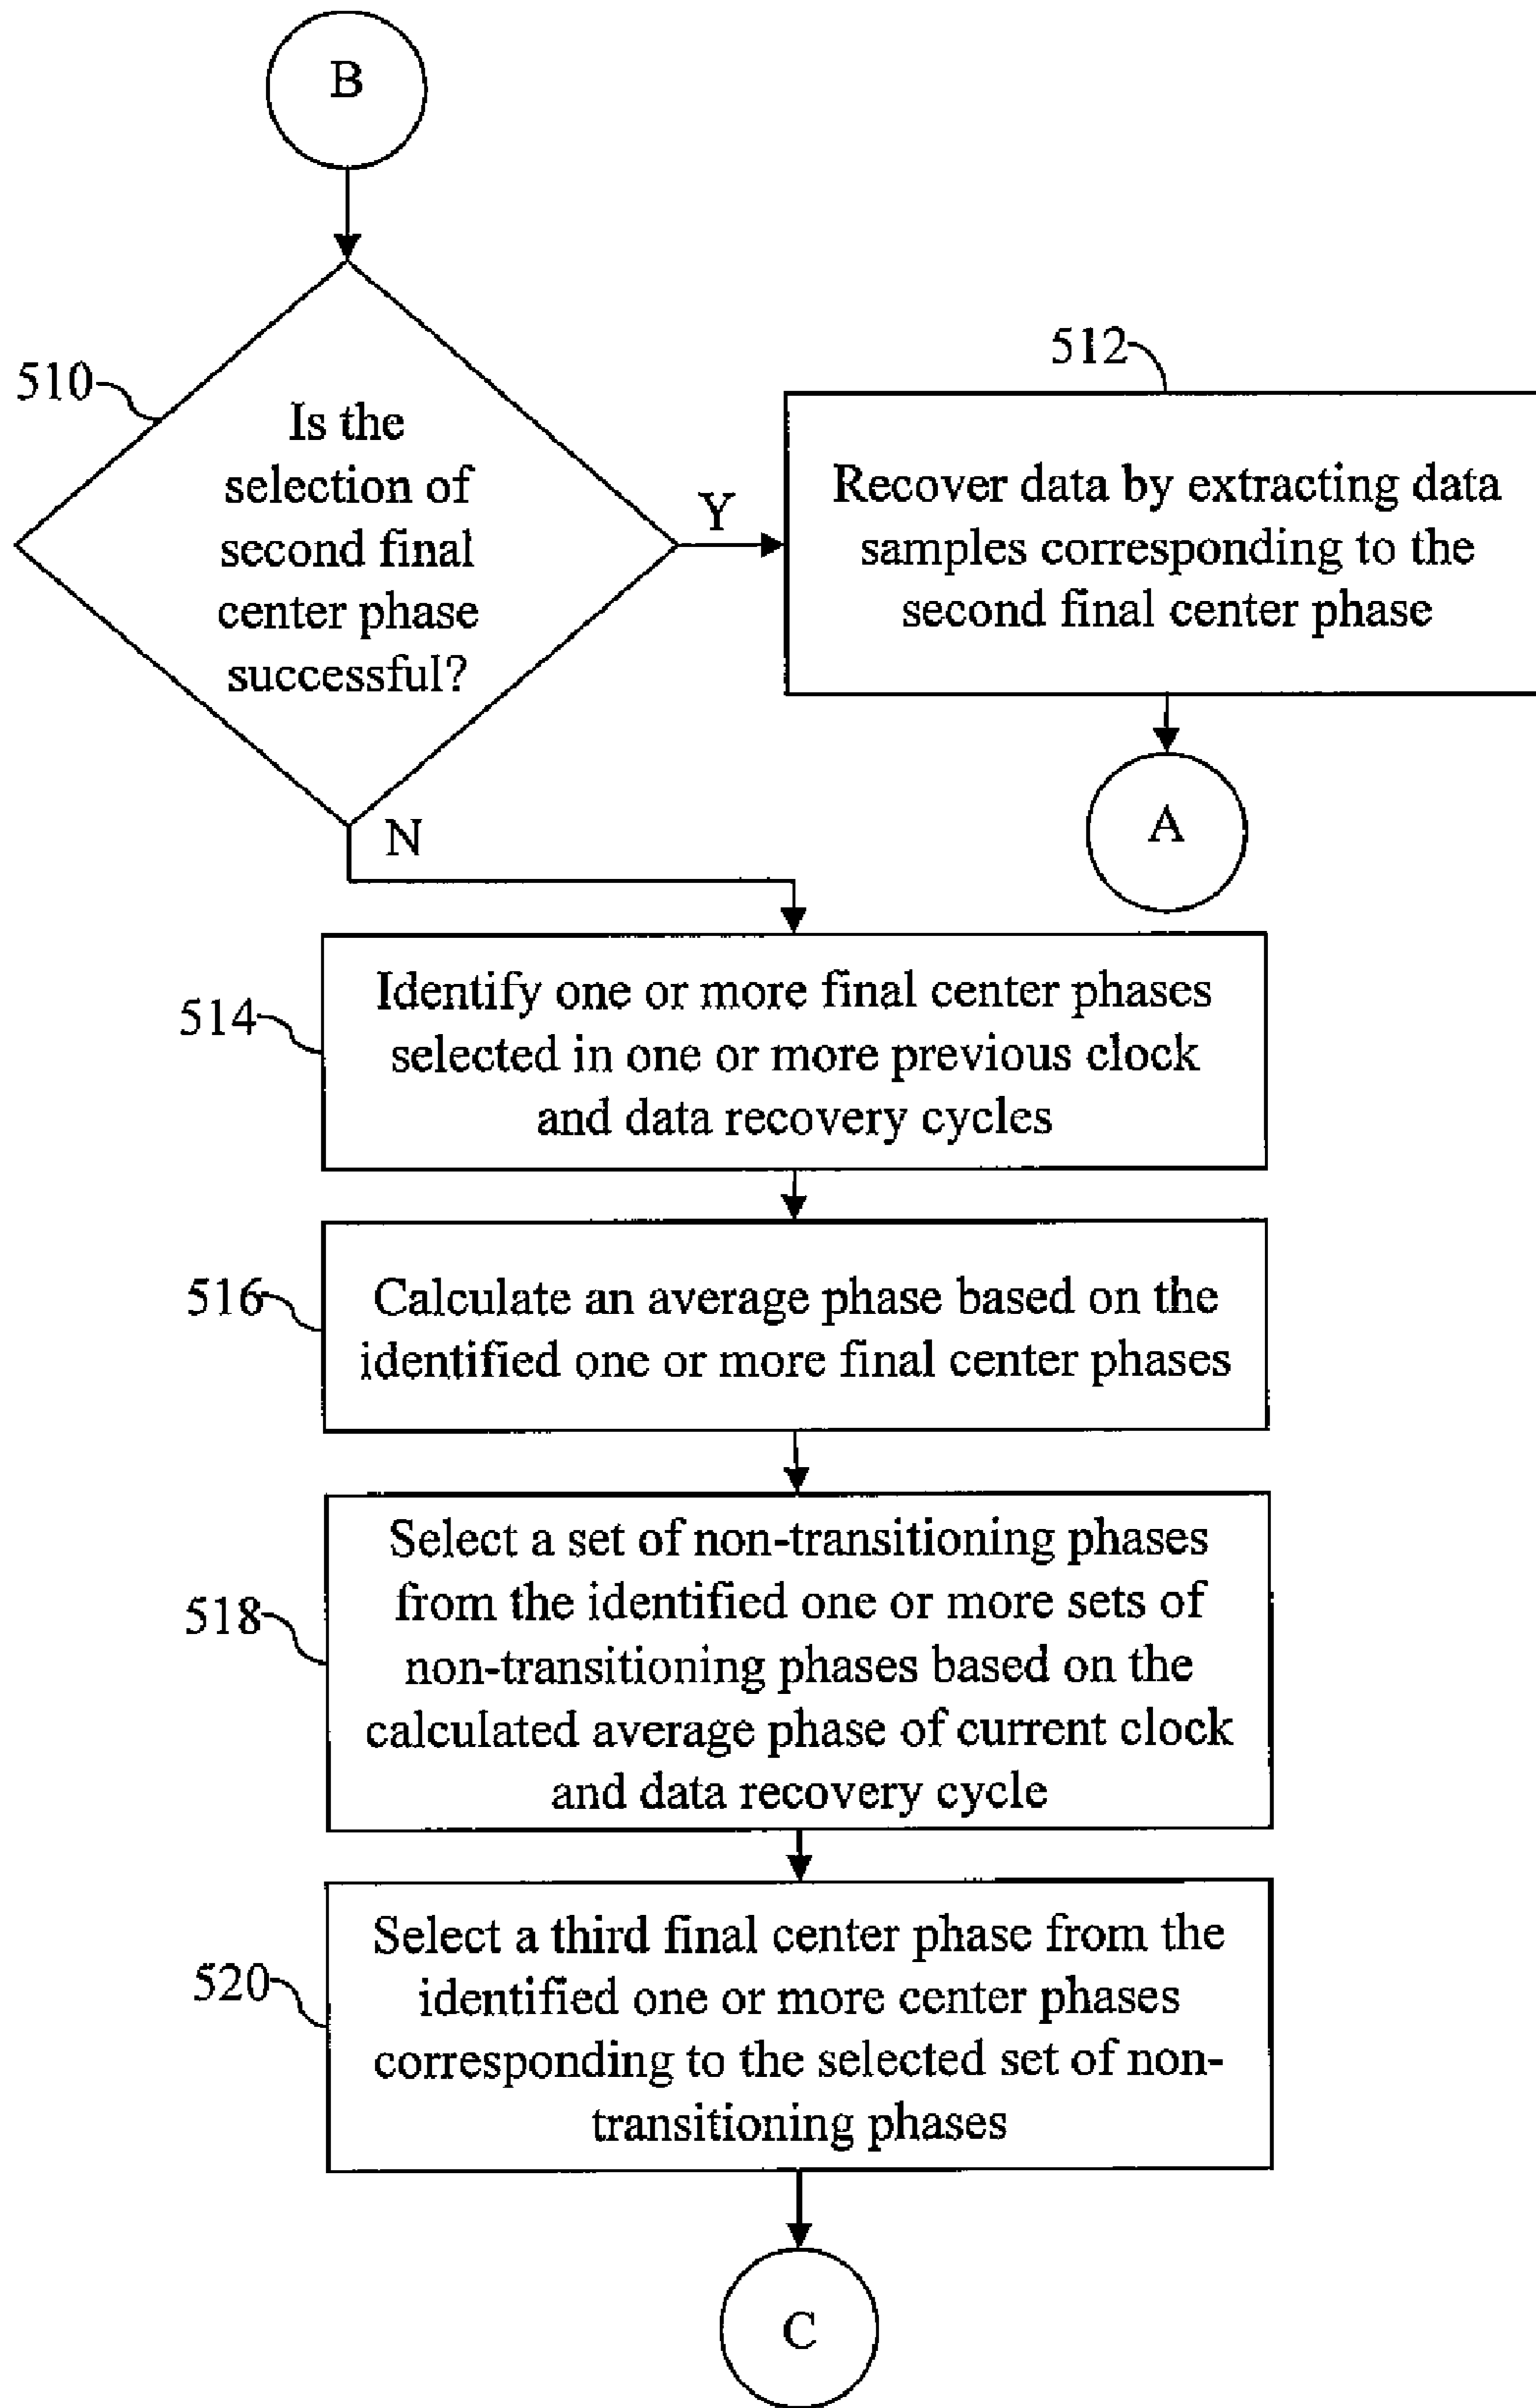 B
510
Is the
selection of
second final
center phase
successful?
Y
512
Recover data by extracting data
samples corresponding to the
second final center phase
A
N
514
Identify one or more final center phases
selected in one or more previous clock
and data recovery cycles
516
Calculate an average phase based on the
identified one or more final center phases
518
Select a set of non-transitioning phases
from the identified one or more sets of
non-transitioning phases based on the
calculated average phase of current clock
and data recovery cycle
520
Select a third final center phase from the
identified one or more center phases
corresponding to the selected set of non-
transitioning phases
C